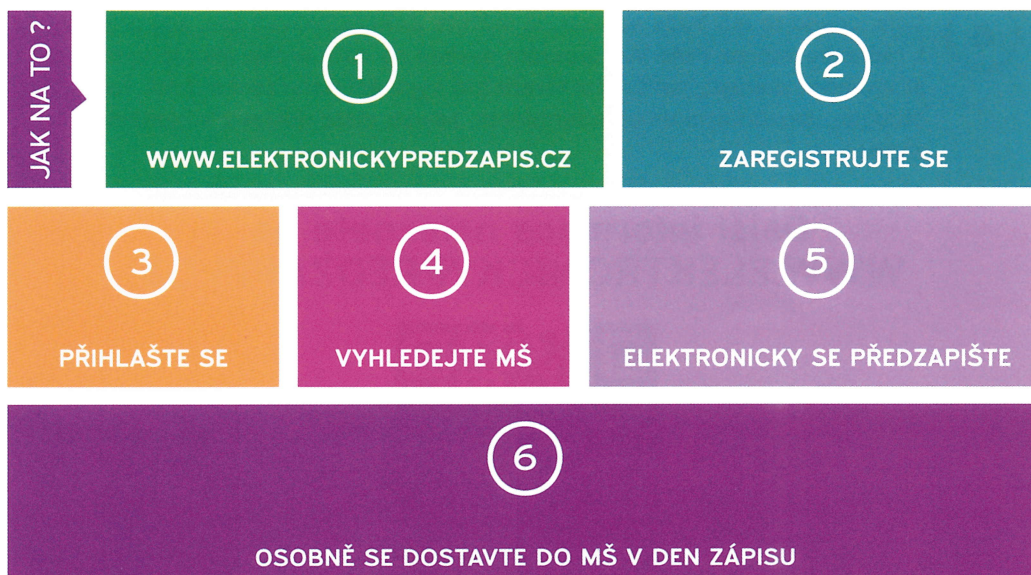 JAK NA TO ?
1
WWW.ELEKTRONICKYPREDZAPIS.CZ
2
ZAREGISTRUJTE SE
3
PŘIHLAŠTE SE
4
VYHLEDEJTE MŠ
5
ELEKTRONICKY SE PŘEDZAPIŠTE
6
OSOBNĚ SE DOSTAVTE DO MŠ V DEN ZÁPISU